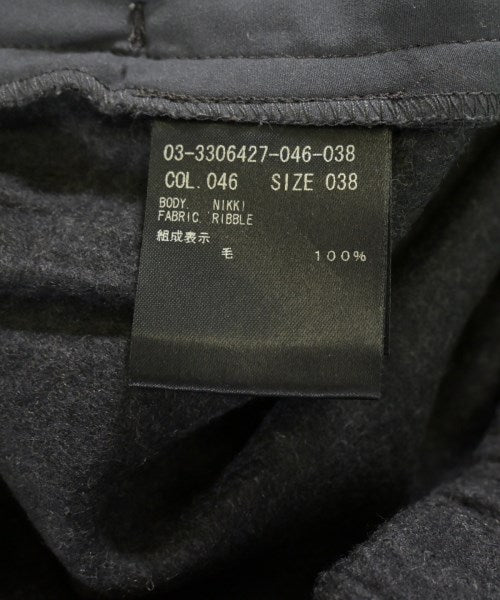 03-3306427-046-038
COL. 046 SIZE 038
BODY. NIKKI
FABRIC. RIBBLE
組成表示
毛 100%